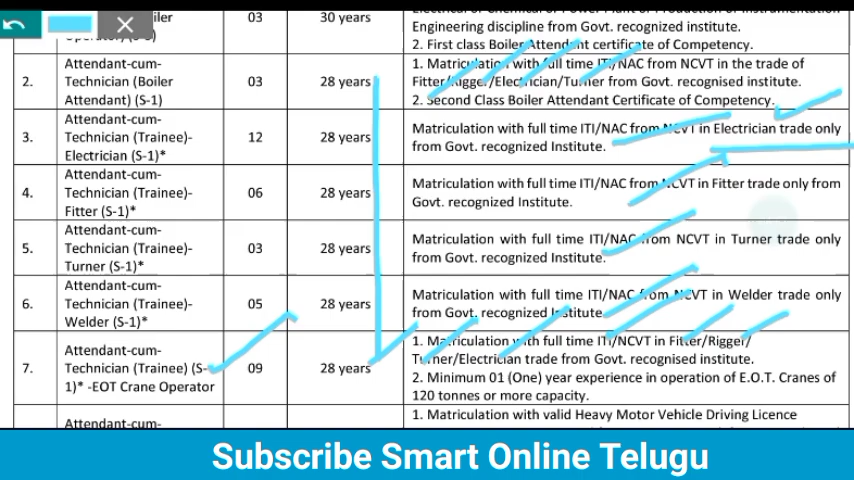 03
30 years
Engineering discipline from Govt. recognized institute.
2. First class Boiler Attendant certificate of Competency.
2.
Attendant-cum-
Technician (Boiler
Attendant) (S-1)
03
28 years
1. Matriculation with full time ITI/NAC from NCVT in the trade of
Fitter/Rigger/Electrician/Turner from Govt. recognised institute.
2. Second Class Boiler Attendant Certificate of Competency.
3.
Attendant-cum-
Technician (Trainee)-
Electrician (S-1)*
12
28 years
Matriculation with full time ITI/NAC from NCVT in Electrician trade only
from Govt. recognized Institute.
4.
Attendant-cum-
Technician (Trainee)-
Fitter (S-1)*
06
28 years
Matriculation with full time ITI/NAC from NCVT in Fitter trade only from
Govt. recognized Institute.
5.
Attendant-cum-
Technician (Trainee)-
Turner (S-1)*
03
28 years
Matriculation with full time ITI/NAC from NCVT in Turner trade only
from Govt. recognized Institute.
6.
Attendant-cum-
Technician (Trainee)-
Welder (S-1)*
05
28 years
Matriculation with full time ITI/NAC from NCVT in Welder trade only
from Govt. recognized Institute.
7.
Attendant-cum-
Technician (Trainee) (S-
1)* -EOT Crane Operator
09
28 years
1. Matriculation with full time ITI/NCVT in Fitter/Rigger/
Turner/Electrician trade from Govt. recognised institute.
2. Minimum 01 (One) year experience in operation of E.O.T. Cranes of
120 tonnes or more capacity.
Attendant-cum-
1. Matriculation with valid Heavy Motor Vehicle Driving Licence
Subscribe Smart Online Telugu